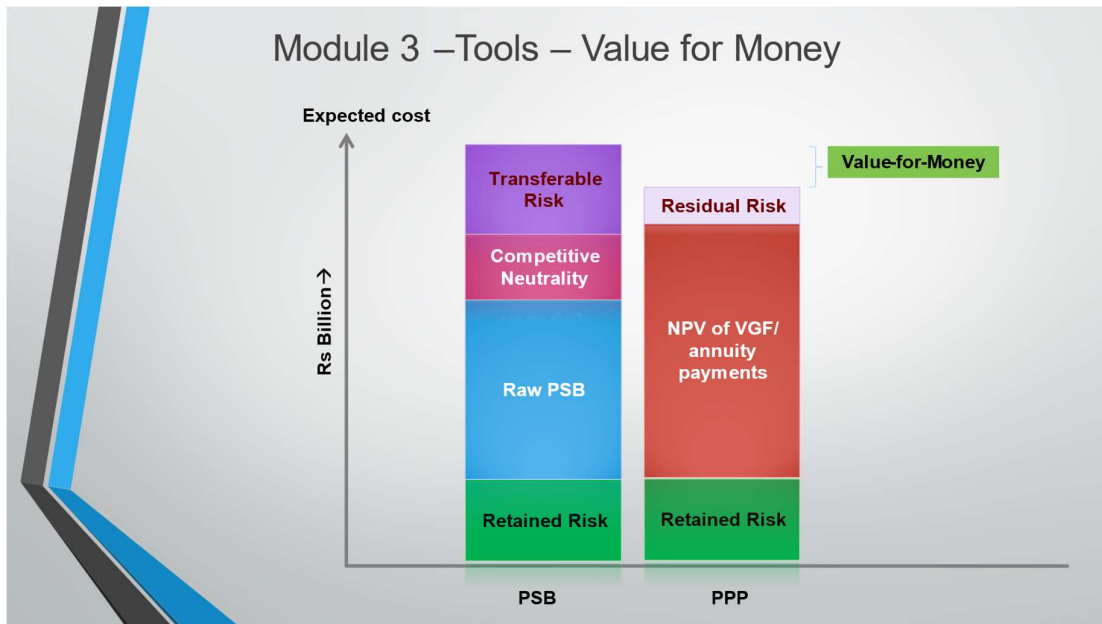 Module 3 –Tools – Value for Money
Expected cost
Value-for-Money
Transferable
Risk
Residual Risk
Competitive
Neutrality
Rs Billion→
NPV of VGF/
annuity
payments
Raw PSB
Retained Risk
Retained Risk
PSB
PPP